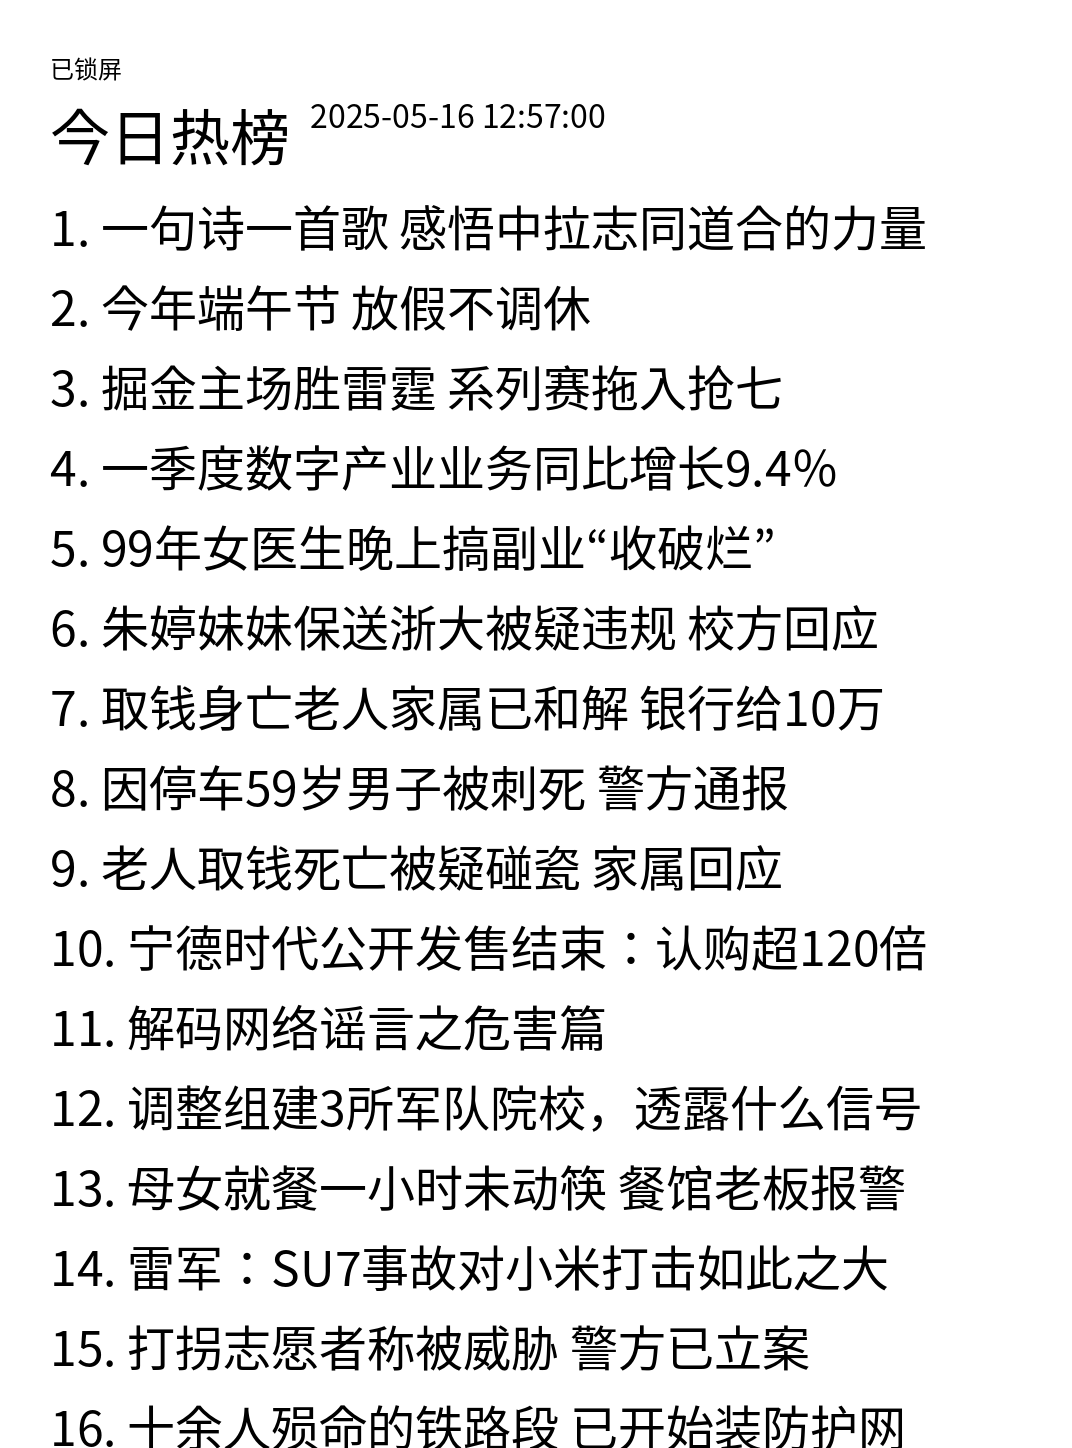 已锁屏
今日热榜 2025-05-16 12:57:00
1. 一句诗一首歌 感悟中拉志同道合的力量
2. 今年端午节 放假不调休
3. 掘金主场胜雷霆 系列赛拖入抢七
4. 一季度数字产业业务同比增长9.4%
5. 99年女医生晚上搞副业“收破烂”
6. 朱婷妹妹保送浙大被疑违规 校方回应
7. 取钱身亡老人家属已和解 银行给10万
8. 因停车59岁男子被刺死 警方通报
9. 老人取钱死亡被疑碰瓷 家属回应
10. 宁德时代公开发售结束：认购超120倍
11. 解码网络谣言之危害篇
12. 调整组建3所军队院校，透露什么信号
13. 母女就餐一小时未动筷 餐馆老板报警
14. 雷军：SU7事故对小米打击如此之大
15. 打拐志愿者称被威胁 警方已立案
16. 十余人殒命的铁路段 已开始装防护网